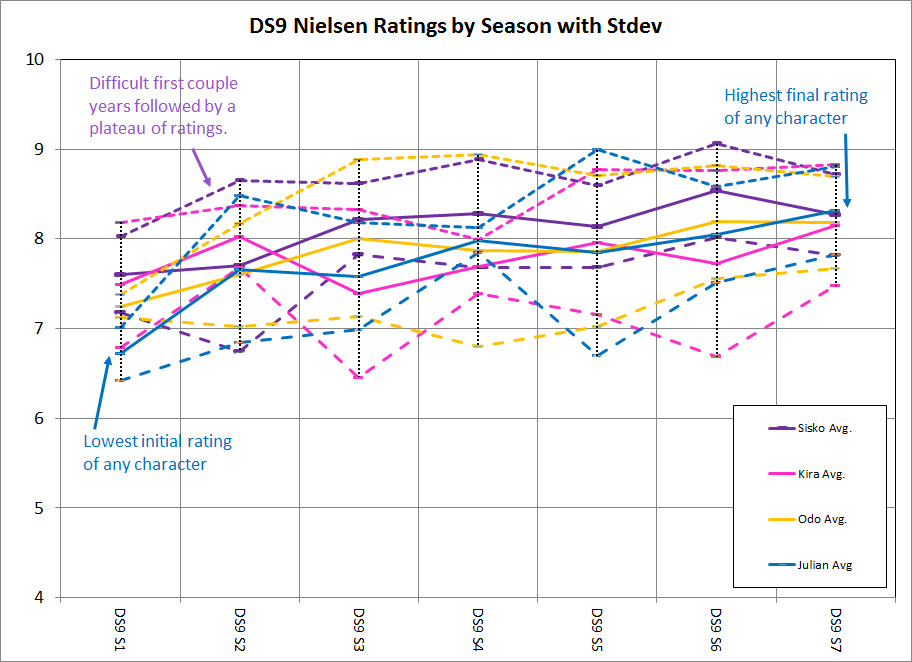 DS9 Nielsen Ratings by Season with Stdev
10
9
8
7
6
5
4
Difficult first couple
years followed by a
plateau of ratings.
Highest final rating
of any character
Lowest initial rating
of any character
Sisko Avg.
Kira Avg.
Odo Avg.
Julian Avg
DS9 S1
DS9 S2
DS9 S3
DS9 S4
DS9 S5
DS9 S6
DS9 S7